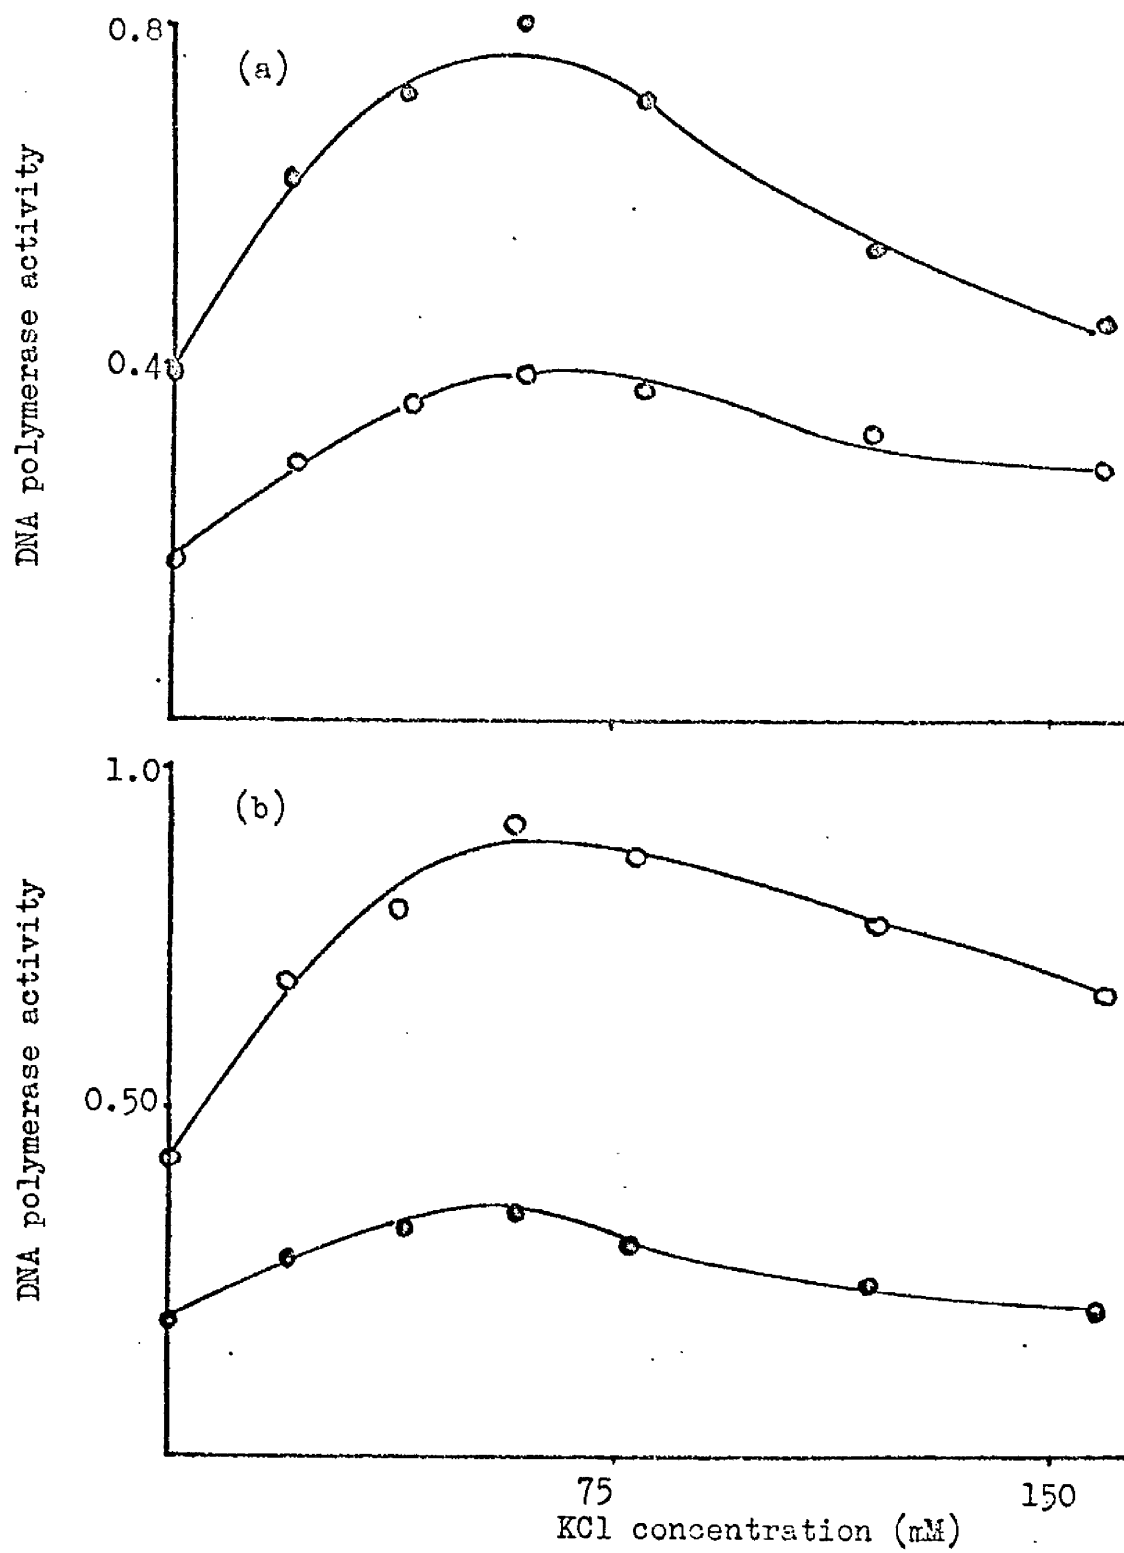 0.8
(a)
DNA polymerase activity
0.4
1.0
(b)
DNA polymerase activity
0.50
75
150
KCl concentration (mM)